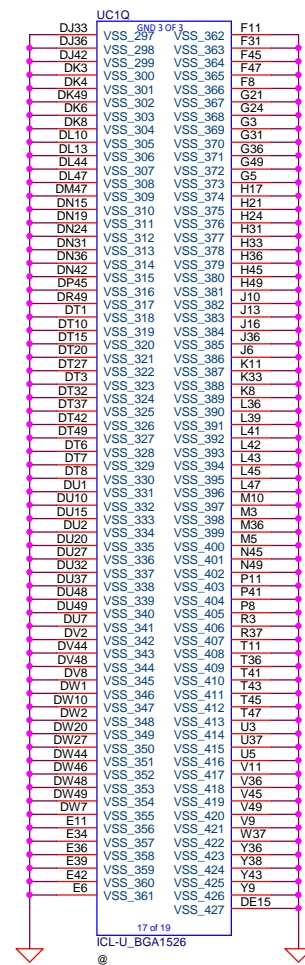 UC1Q
GND 3 OF 3
DJ33 VSS_297 VSS_362 F11
DJ36 VSS_298 VSS_363 F31
DJ42 VSS_299 VSS_364 F45
DK3 VSS_300 VSS_365 F47
DK4 VSS_301 VSS_366 F8
DK49 VSS_302 VSS_367 G21
DK6 VSS_303 VSS_368 G24
DK8 VSS_304 VSS_369 G3
DL10 VSS_305 VSS_370 G31
DL13 VSS_306 VSS_371 G36
DL44 VSS_307 VSS_372 G49
DL47 VSS_308 VSS_373 G5
DM47 VSS_309 VSS_374 H17
DN15 VSS_310 VSS_375 H21
DN19 VSS_311 VSS_376 H24
DN24 VSS_312 VSS_377 H31
DN31 VSS_313 VSS_378 H33
DN36 VSS_314 VSS_379 H36
DN42 VSS_315 VSS_380 H45
DP45 VSS_316 VSS_381 H49
DR49 VSS_317 VSS_382 J10
DT1 VSS_318 VSS_383 J13
DT10 VSS_319 VSS_384 J16
DT15 VSS_320 VSS_385 J36
DT20 VSS_321 VSS_386 J6
DT27 VSS_322 VSS_387 K11
DT3 VSS_323 VSS_388 K33
DT32 VSS_324 VSS_389 K8
DT37 VSS_325 VSS_390 L36
DT42 VSS_326 VSS_391 L39
DT49 VSS_327 VSS_392 L41
DT6 VSS_328 VSS_393 L42
DT7 VSS_329 VSS_394 L43
DT8 VSS_330 VSS_395 L45
DU1 VSS_331 VSS_396 L47
DU10 VSS_332 VSS_397 M10
DU15 VSS_333 VSS_398 M3
DU2 VSS_334 VSS_399 M36
DU20 VSS_335 VSS_400 M5
DU27 VSS_336 VSS_401 N45
DU32 VSS_337 VSS_402 N49
DU37 VSS_338 VSS_403 P11
DU48 VSS_339 VSS_404 P41
DU49 VSS_340 VSS_405 P8
DU7 VSS_341 VSS_406 R3
DV2 VSS_342 VSS_407 R37
DV44 VSS_343 VSS_408 T11
DV48 VSS_344 VSS_409 T36
DV8 VSS_345 VSS_410 T41
DW1 VSS_346 VSS_411 T43
DW10 VSS_347 VSS_412 T45
DW2 VSS_348 VSS_413 T47
DW20 VSS_349 VSS_414 U3
DW27 VSS_350 VSS_415 U37
DW44 VSS_351 VSS_416 U5
DW46 VSS_352 VSS_417 V11
DW48 VSS_353 VSS_418 V36
DW49 VSS_354 VSS_419 V45
DW7 VSS_355 VSS_420 V49
E11 VSS_356 VSS_421 V9
E34 VSS_357 VSS_422 W37
E36 VSS_358 VSS_423 Y36
E39 VSS_359 VSS_424 Y38
E42 VSS_360 VSS_425 Y43
E6 VSS_361 VSS_426 Y9
VSS_427 DE15
17 of 19
ICL-U_BGA1526
@